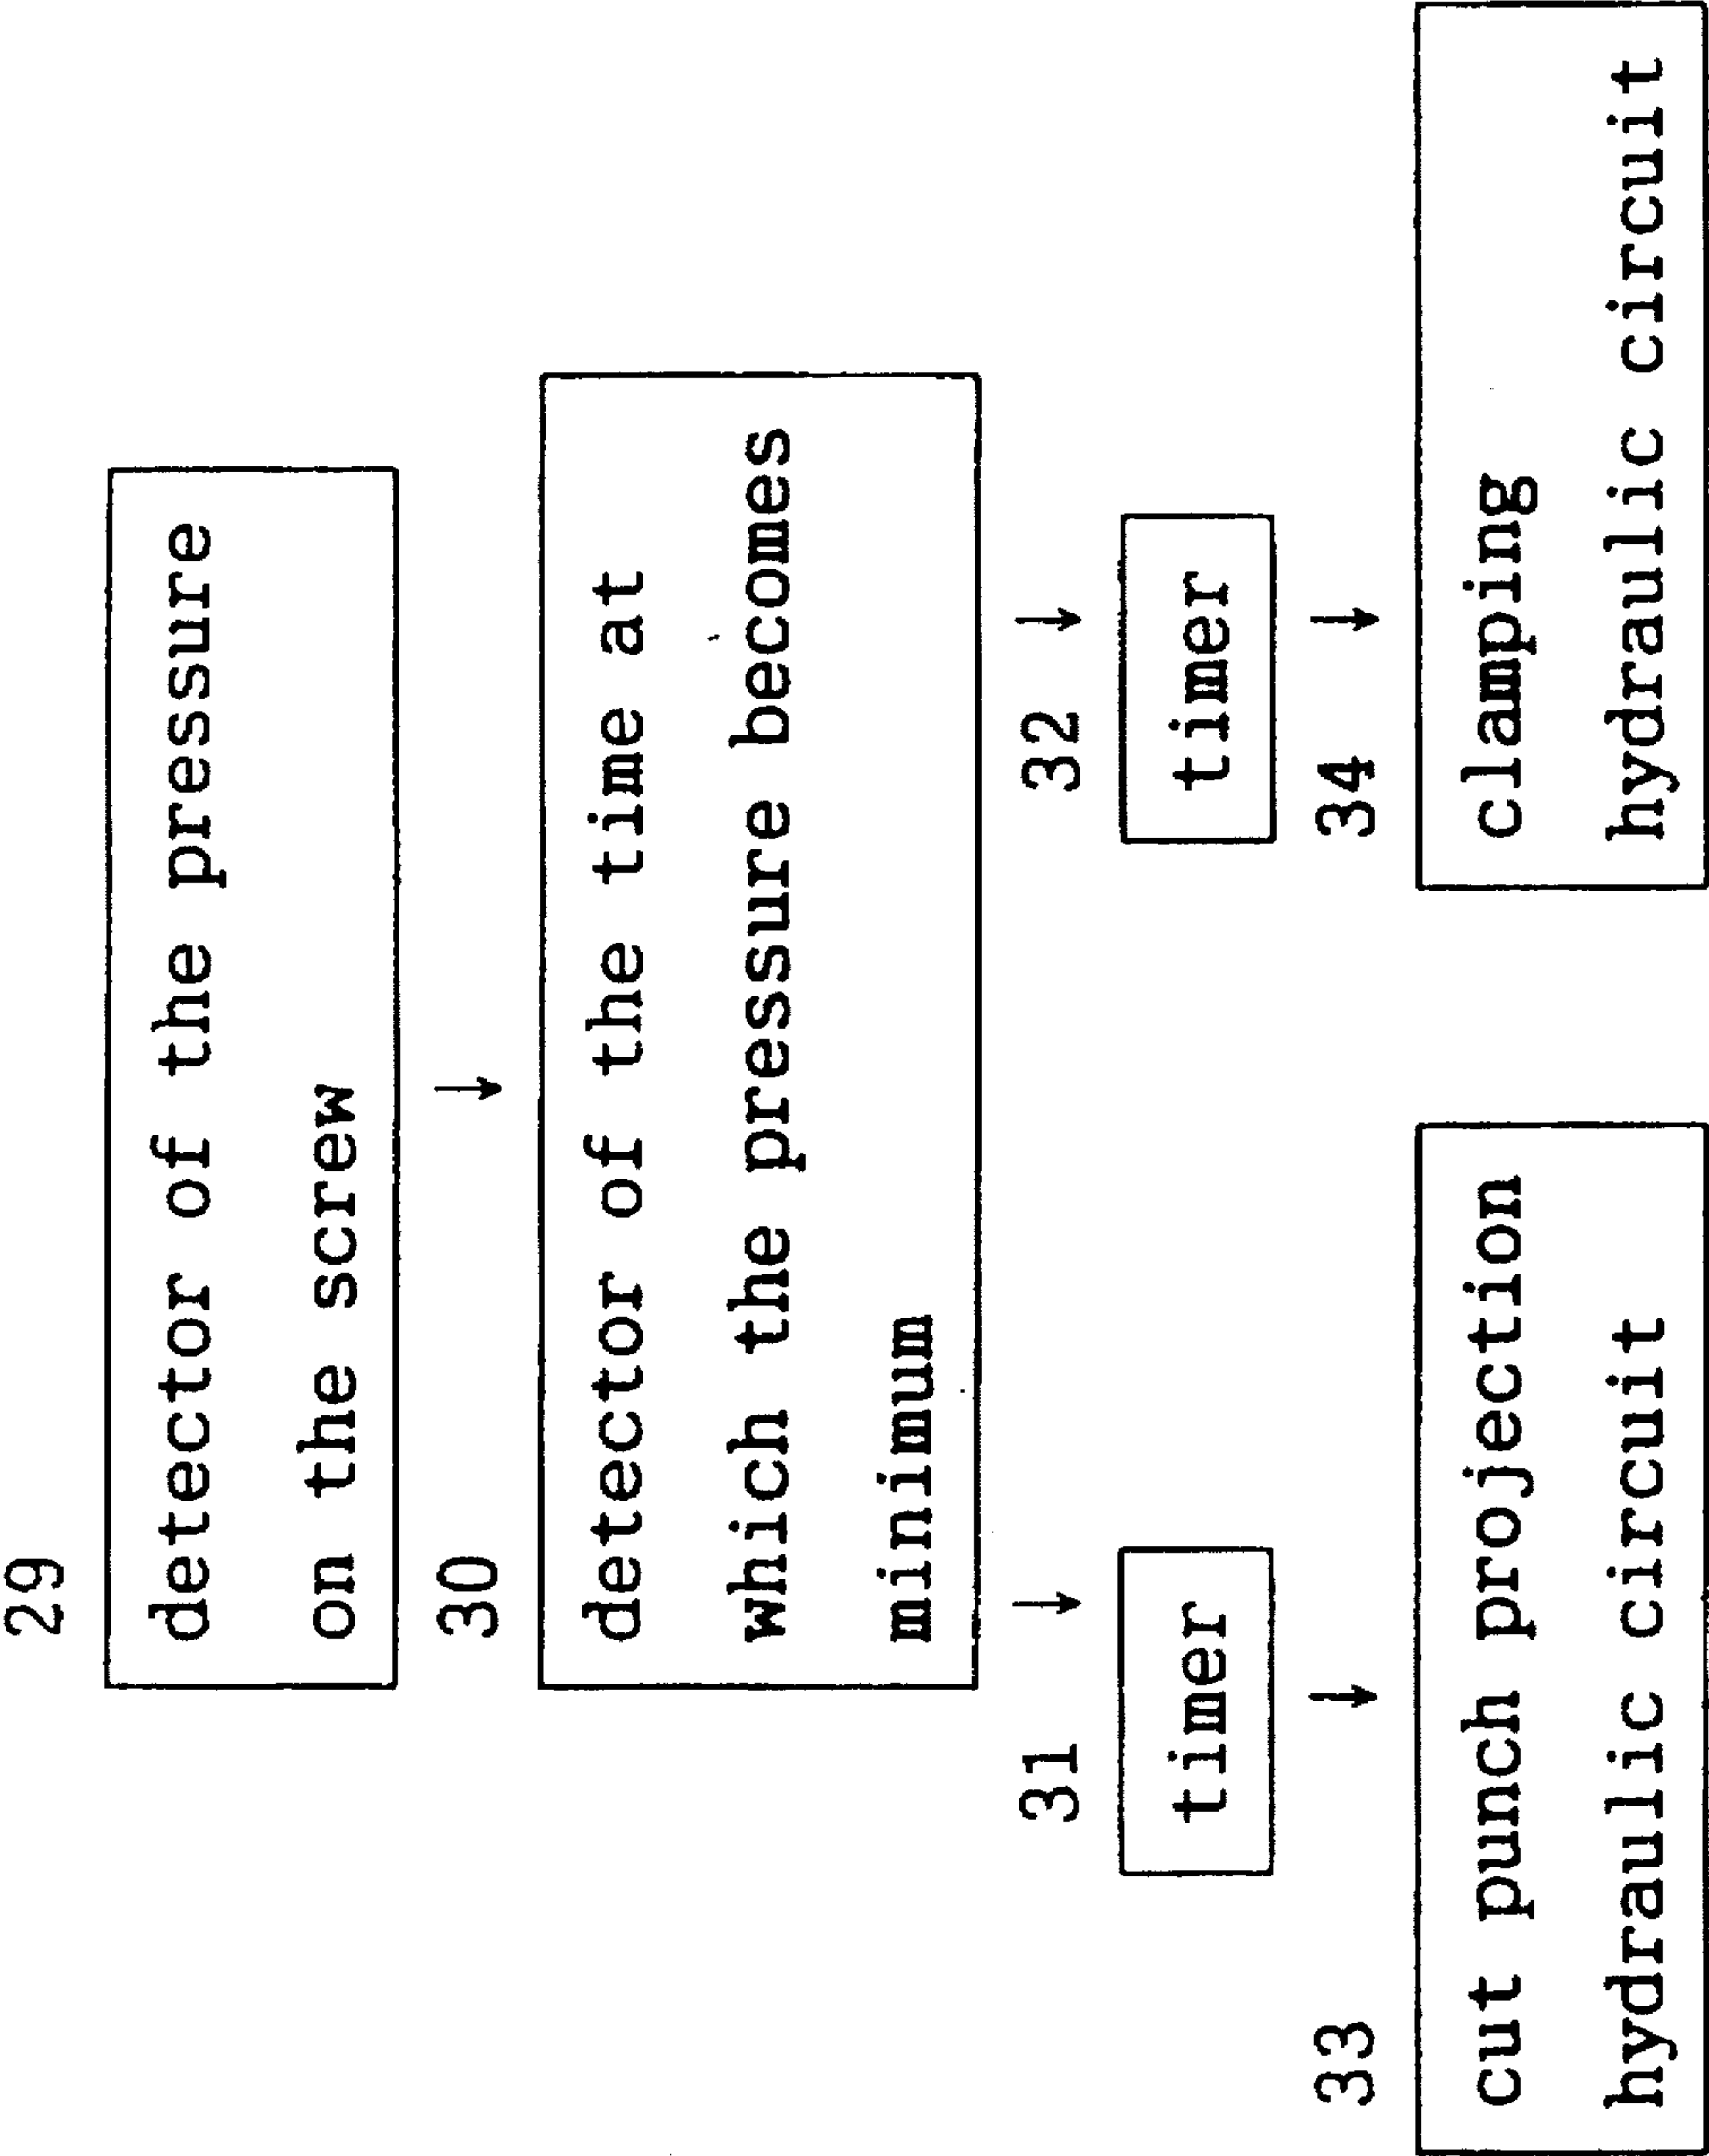 29
detector of the pressure
on the screw
30
detector of the time at
which the pressure becomes
minimum
31
timer
32
timer
33
cut punch projection
hydraulic circuit
34
clamping
hydraulic circuit